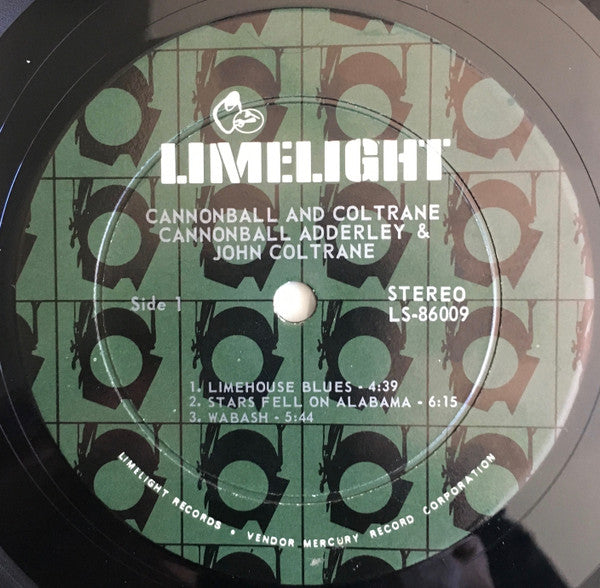 LIMELIGHT
CANNONBALL AND COLTRANE
CANNONBALL ADDERLEY &
JOHN COLTRANE
Side 1
STEREO
LS-86009
1. LIMEHOUSE BLUES - 4:39
2. STARS FELL ON ALABAMA - 6:15
3. WABASH - 5:44
LIMELIGHT RECORDS • VENDOR MERCURY RECORD CORPORATION